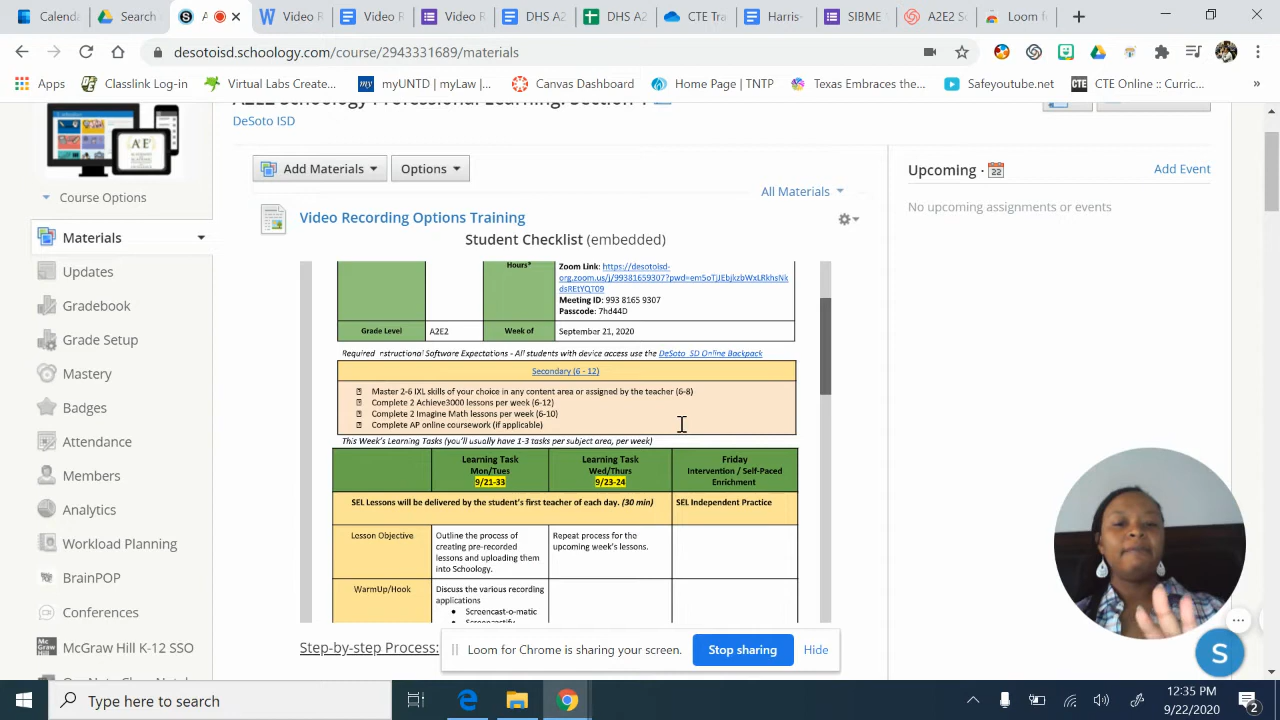 Materials
A
Video
Video
Video
DHS A
DHS A2
CTE Tra
Harris
SIBME
A2E2 Sc
Loom f
desotoisd.schoology.com/course/2943331689/materials
Apps
Classlink Log-in
Virtual Labs Create...
myUNTD | myLaw |...
Canvas Dashboard
Home Page | TNTP
Texas Embraces the...
Safeyoutube.net
CTE Online :: Curric...
A2E2 Schoology Professional Learning: Section 1
DeSoto ISD
Course Options
Materials
Updates
Gradebook
Grade Setup
Mastery
Badges
Attendance
Members
Analytics
Workload Planning
BrainPOP
Conferences
McGraw Hill K-12 SSO
Add Materials
Options
All Materials
Video Recording Options Training
Student Checklist (embedded)
Hours*
Zoom Link: https://desotoisd-
Meeting ID: 993 8165 9307
Passcode: 7hd44D
Grade Level
A2E2
Week of
September 21, 2020
Required nstructional Software Expectations - All students with device access use the DeSoto SD Online Backpack
Secondary (6 - 12)
Master 2-6 IXL skills of your choice in any content area or assigned by the teacher (6-8)
Complete 2 Achieve3000 lessons per week (6-12)
Complete 2 Imagine Math lessons per week (6-10)
Complete AP online coursework (if applicable)
This Week's Learning Tasks (you'll usually have 1-3 tasks per subject area, per week)
Learning Task
Mon/Tues
9/21-33
Learning Task
Wed/Thurs
9/23-24
Friday
Intervention / Self-Paced
Enrichment
SEL Lessons will be delivered by the student's first teacher of each day. (30 min)
SEL Independent Practice
Lesson Objective
Outline the process of
creating pre-recorded
lessons and uploading them
into Schoology.
Repeat process for the
upcoming week's lessons.
WarmUp/Hook
Discuss the various recording
applications
Screencast-o-matic
Step-by-step Process:
Upcoming · 22
Add Event
No upcoming assignments or events
Loom for Chrome is sharing your screen.
Stop sharing
Hide
S
Type here to search
12:35 PM
9/22/2020
2